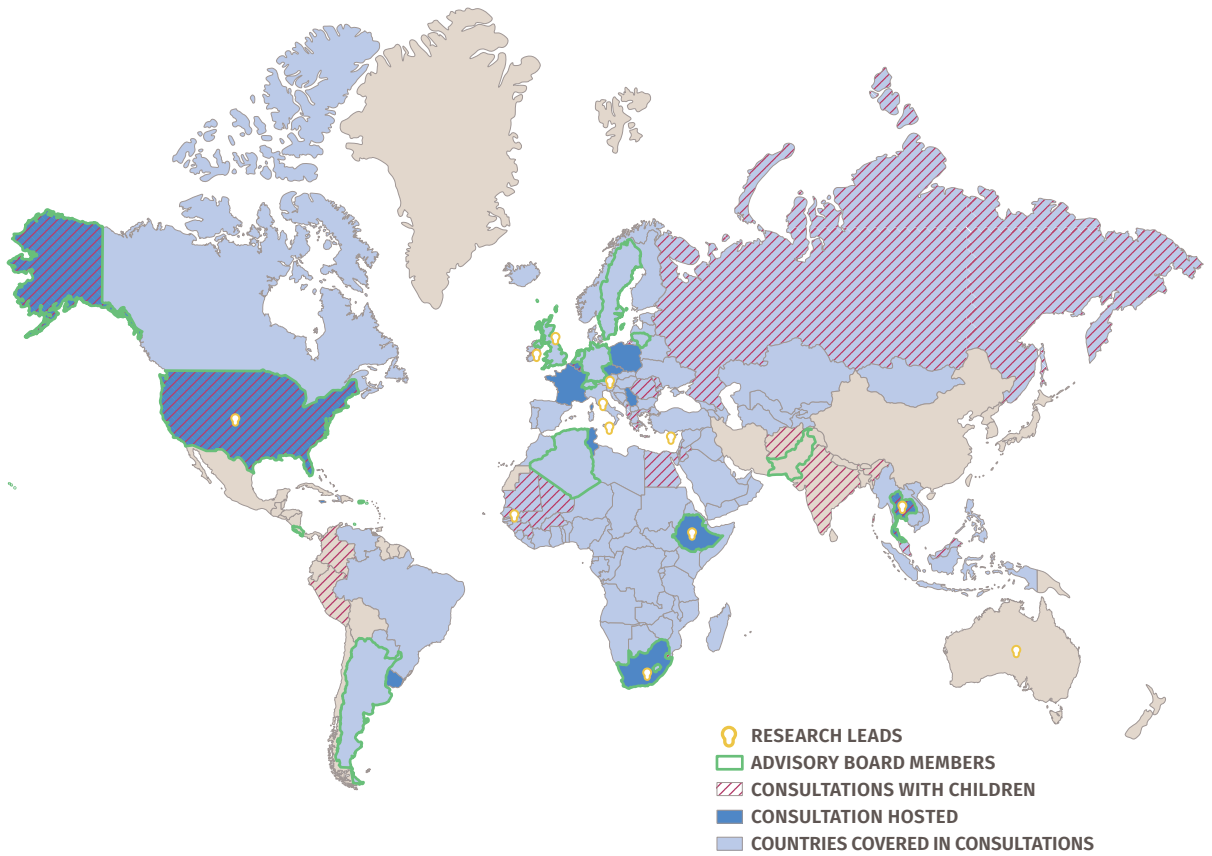 RESEARCH LEADS
ADVISORY BOARD MEMBERS
CONSULTATIONS WITH CHILDREN
CONSULTATION HOSTED
COUNTRIES COVERED IN CONSULTATIONS